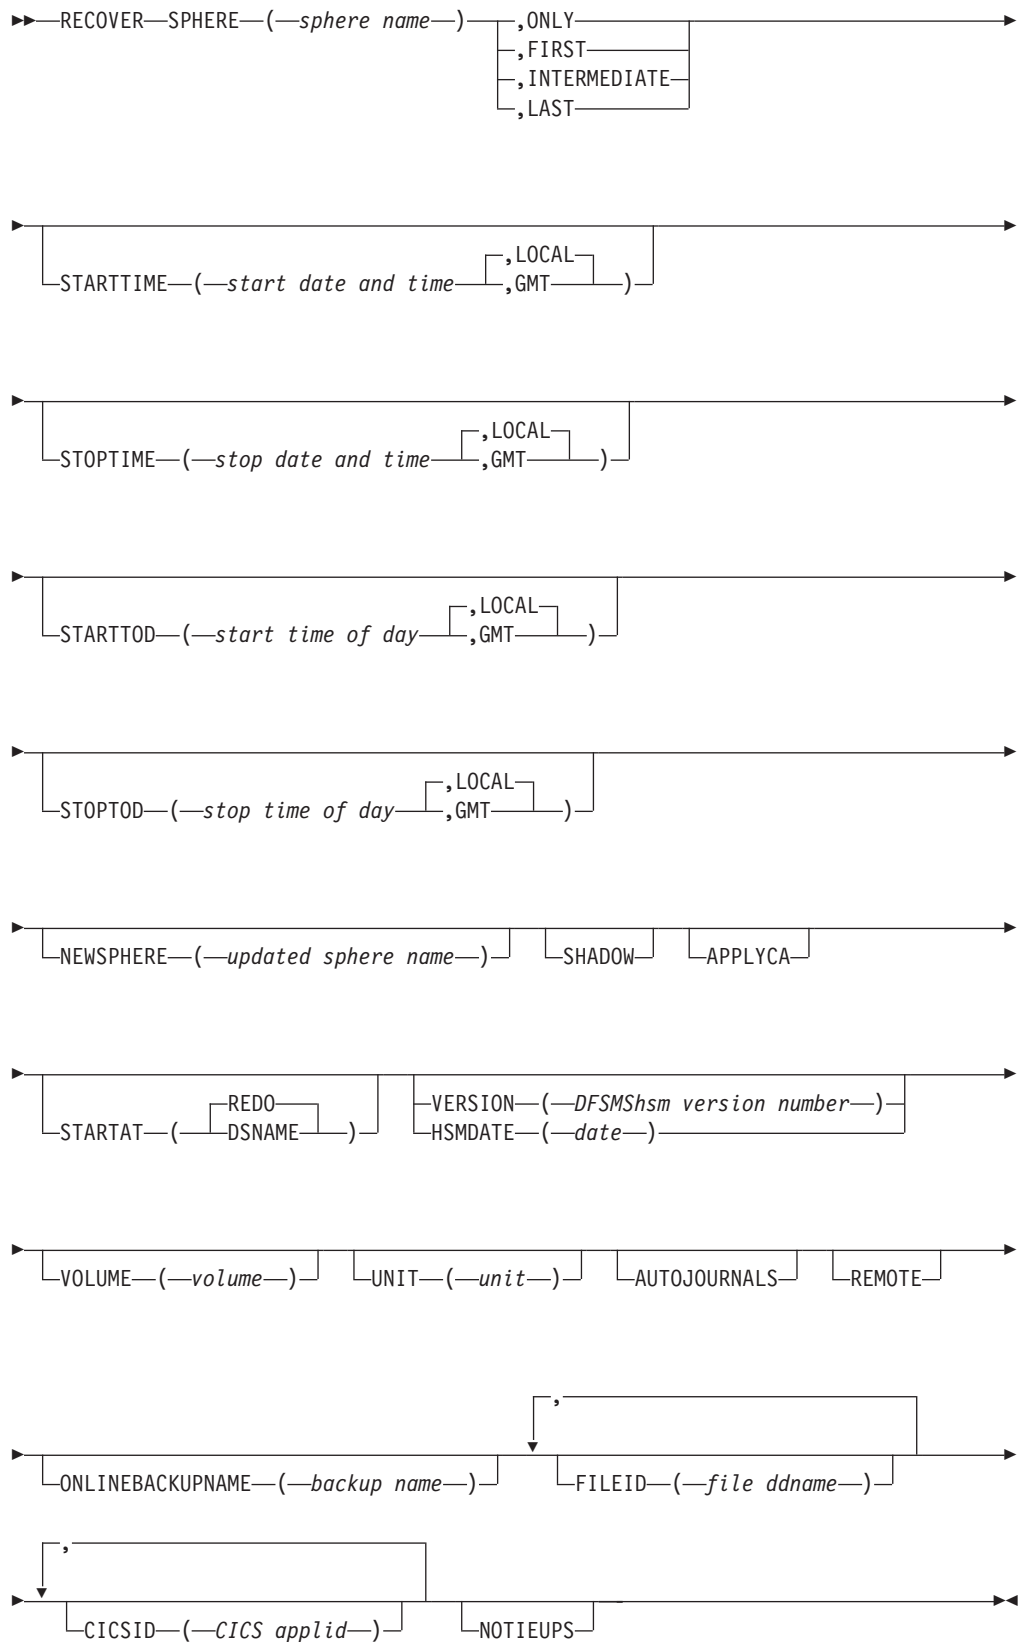 RECOVER SPHERE ( sphere name ) ,ONLY
,FIRST
,INTERMEDIATE
,LAST
,LOCAL
STARTTIME ( start date and time ,GMT )
,LOCAL
STOPTIME ( stop date and time ,GMT )
,LOCAL
STARTTOD ( start time of day ,GMT )
,LOCAL
STOPTOD ( stop time of day ,GMT )
NEWSPHERE ( updated sphere name ) SHADOW APPLYCA
REDO VERSION ( DFSMShsm version number )
STARTAT ( DSNAME ) HSMDATE ( date )
VOLUME ( volume ) UNIT ( unit ) AUTOJOURNALS REMOTE
,
ONLINEBACKUPNAME ( backup name ) FILEID ( file ddname )
,
CICSID ( CICS applid ) NOTIEUPS